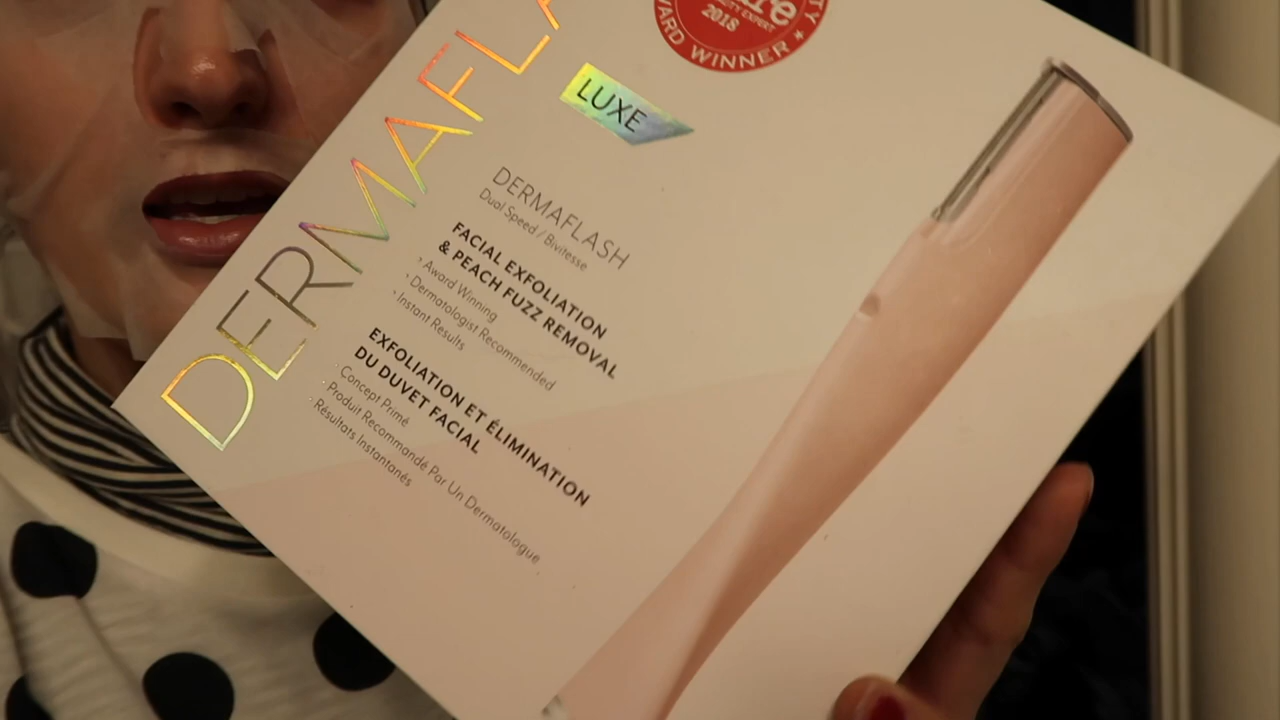 DERMAFLA
LUXE
2018
WARD WINNER ★
DERMAFLASH
Dual Speed / Bivitesse
FACIAL EXFOLIATION
& PEACH FUZZ REMOVAL
› Award Winning
› Dermatologist Recommended
› Instant Results
EXFOLIATION ET ÉLIMINATION
DU DUVET FACIAL
· Concept Primé
· Produit Recommandé Par Un Dermatologue
· Résultats Instantanés